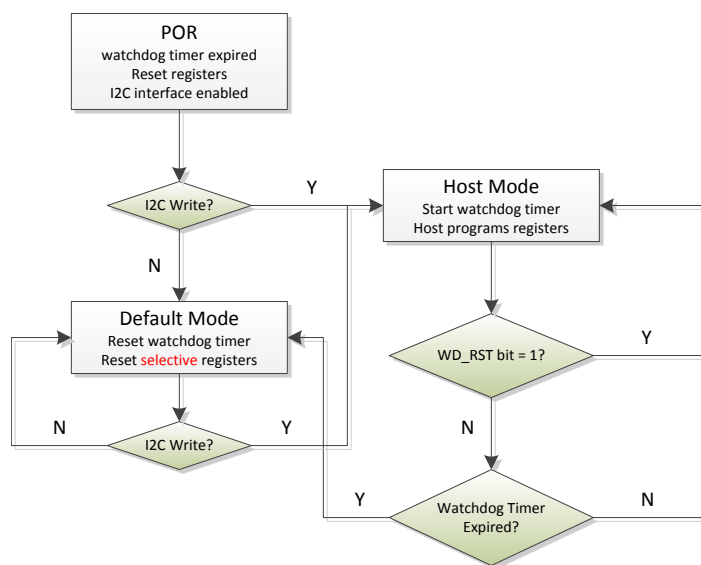 POR
watchdog timer expired
Reset registers
I2C interface enabled
I2C Write?
Y
N
Host Mode
Start watchdog timer
Host programs registers
Default Mode
Reset watchdog timer
Reset selective registers
WD_RST bit = 1?
Y
N
I2C Write?
N
Y
Watchdog Timer
Expired?
Y
N